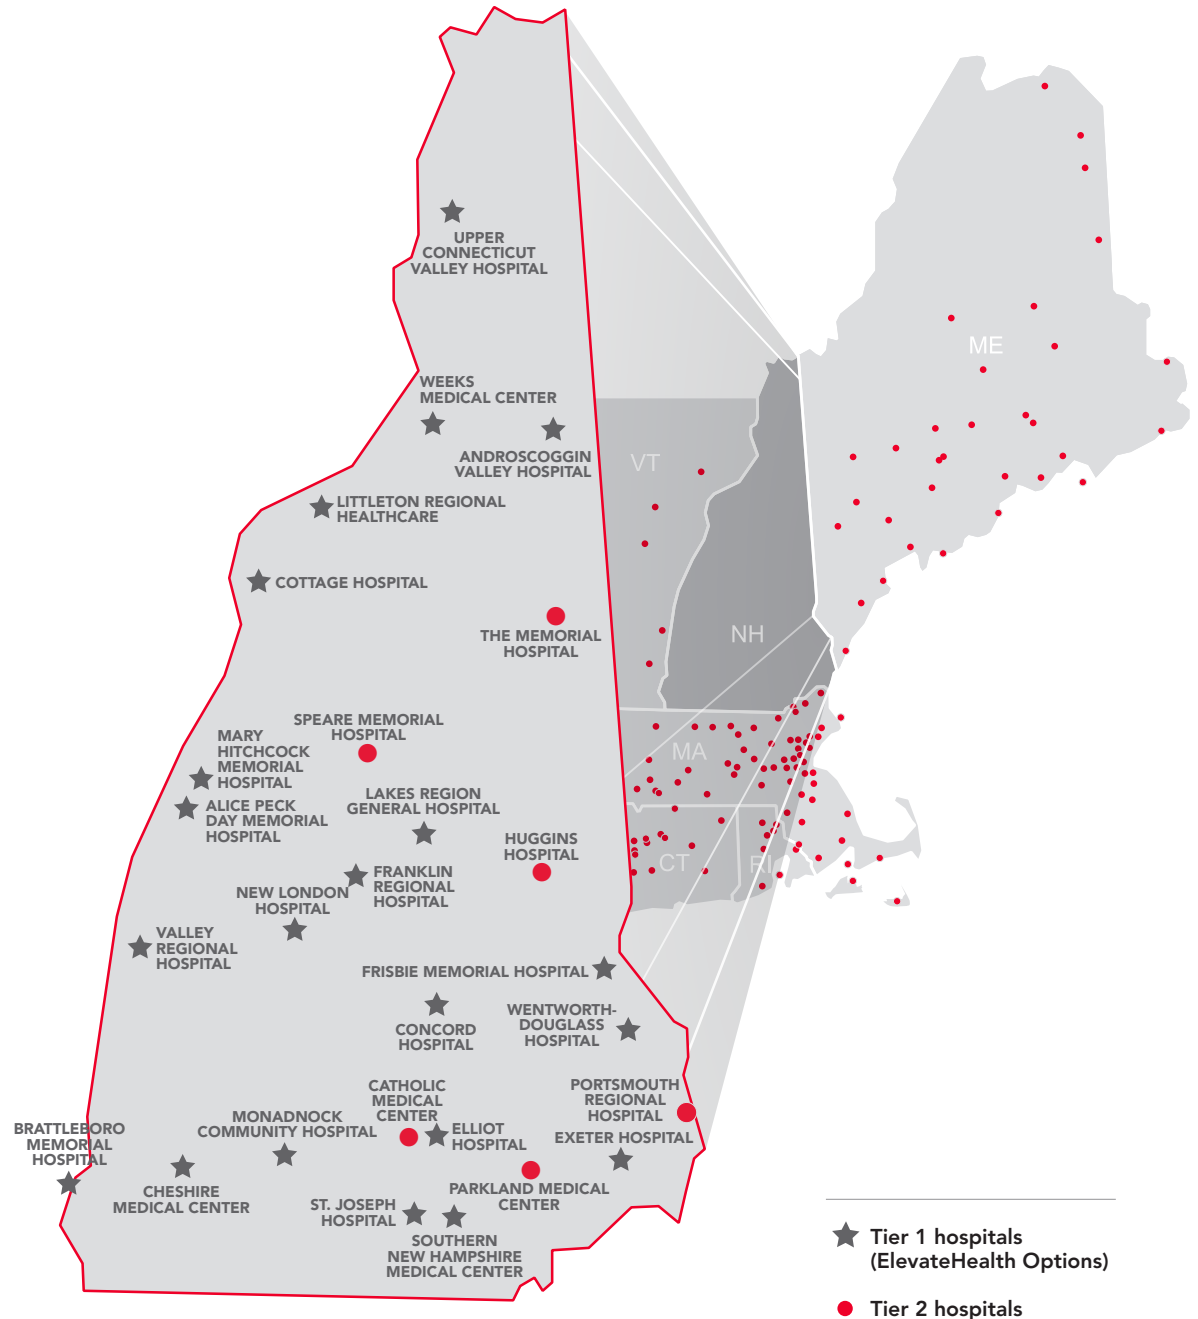 UPPER
CONNECTICUT
VALLEY HOSPITAL
WEEKS
MEDICAL CENTER
ANDROSCOGGIN
VALLEY HOSPITAL
LITTLETON REGIONAL
HEALTHCARE
COTTAGE HOSPITAL
THE MEMORIAL
HOSPITAL
SPEARE MEMORIAL
HOSPITAL
MARY
HITCHCOCK
MEMORIAL
HOSPITAL
ALICE PECK
DAY MEMORIAL
HOSPITAL
LAKES REGION
GENERAL HOSPITAL
HUGGINS
HOSPITAL
FRANKLIN
REGIONAL
HOSPITAL
NEW LONDON
HOSPITAL
VALLEY
REGIONAL
HOSPITAL
FRISBIE MEMORIAL HOSPITAL
CONCORD
HOSPITAL
WENTWORTH-
DOUGLASS
HOSPITAL
CATHOLIC
MEDICAL
CENTER
PORTSMOUTH
REGIONAL
HOSPITAL
MONADNOCK
COMMUNITY HOSPITAL
ELLIOT
HOSPITAL
EXETER HOSPITAL
BRATTLEBORO
MEMORIAL
HOSPITAL
CHESHIRE
MEDICAL CENTER
PARKLAND MEDICAL
CENTER
ST. JOSEPH
HOSPITAL
SOUTHERN
NEW HAMPSHIRE
MEDICAL CENTER
ME
VT
NH
MA
CT
RI
Tier 1 hospitals
(ElevateHealth Options)
Tier 2 hospitals